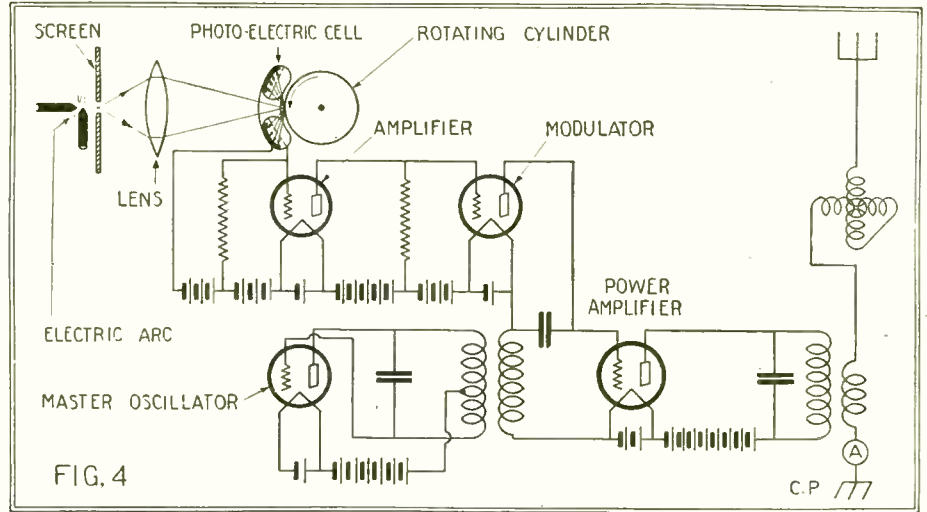 SCREEN
PHOTO-ELECTRIC CELL
ROTATING CYLINDER
AMPLIFIER
MODULATOR
LENS
POWER
AMPLIFIER
ELECTRIC ARC
MASTER OSCILLATOR
FIG. 4
A
C.P